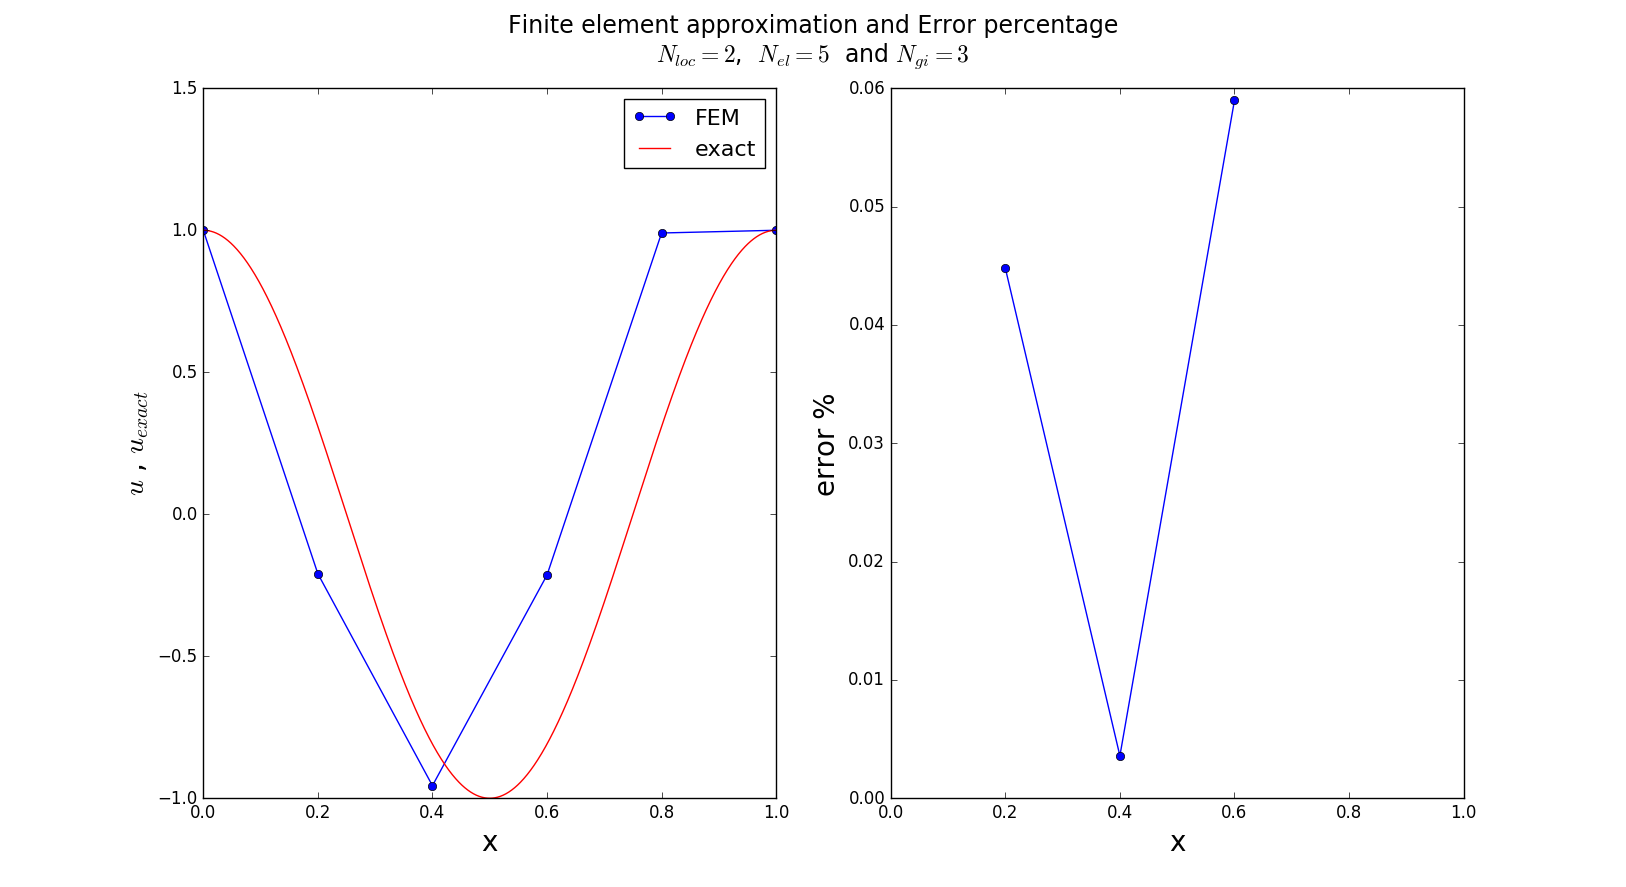 Finite element approximation and Error percentage
N_loc = 2, N_el = 5 and N_gi = 3
1.5
1.0
0.5
0.0
−0.5
−1.0
u , u_exact
FEM
exact
0.0 0.2 0.4 0.6 0.8 1.0
x
0.06
0.05
0.04
0.03
0.02
0.01
0.00
error %
0.0 0.2 0.4 0.6 0.8 1.0
x